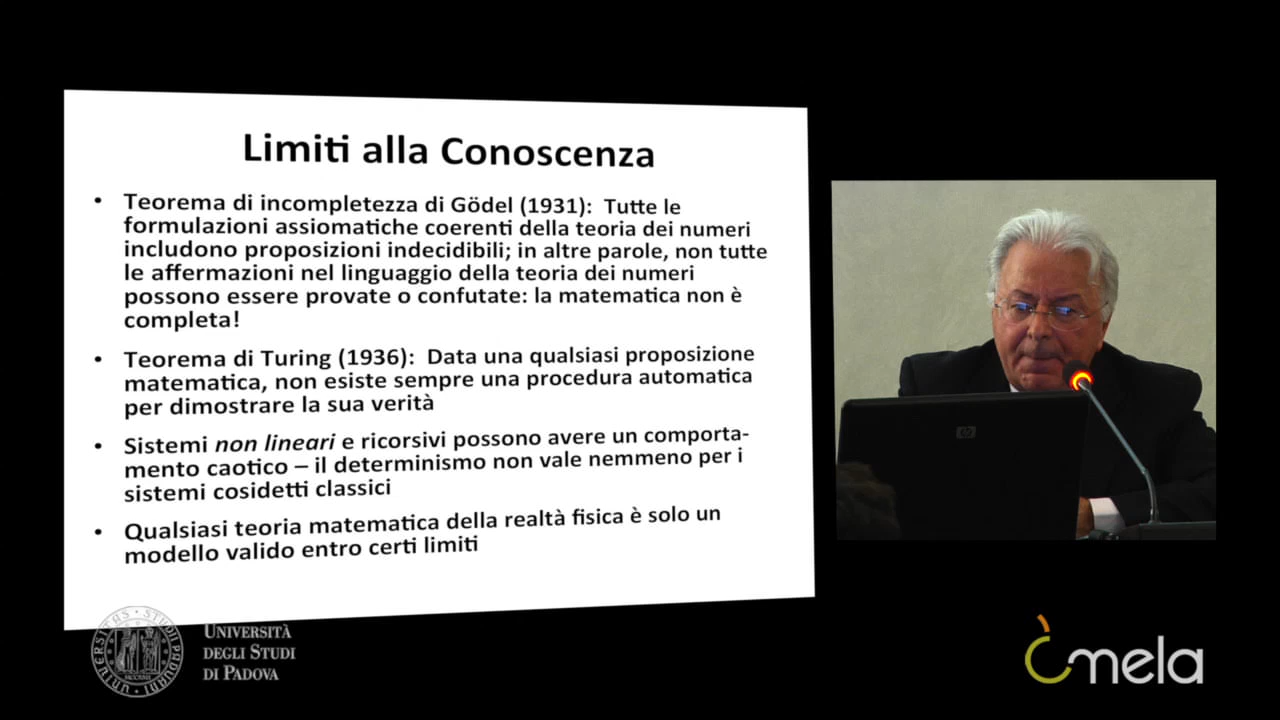 Limiti alla Conoscenza
• Teorema di incompletezza di Gödel (1931): Tutte le
formulazioni assiomatiche coerenti della teoria dei numeri
includono proposizioni indecidibili; in altre parole, non tutte
le affermazioni nel linguaggio della teoria dei numeri
possono essere provate o confutate: la matematica non è
completa!
• Teorema di Turing (1936): Data una qualsiasi proposizione
matematica, non esiste sempre una procedura automatica
per dimostrare la sua verità
• Sistemi non lineari e ricorsivi possono avere un comporta-
mento caotico – il determinismo non vale nemmeno per i
sistemi cosidetti classici
• Qualsiasi teoria matematica della realtà fisica è solo un
modello valido entro certi limiti
hp
UNIVERSITÀ
DEGLI STUDI
DI PADOVA
mela